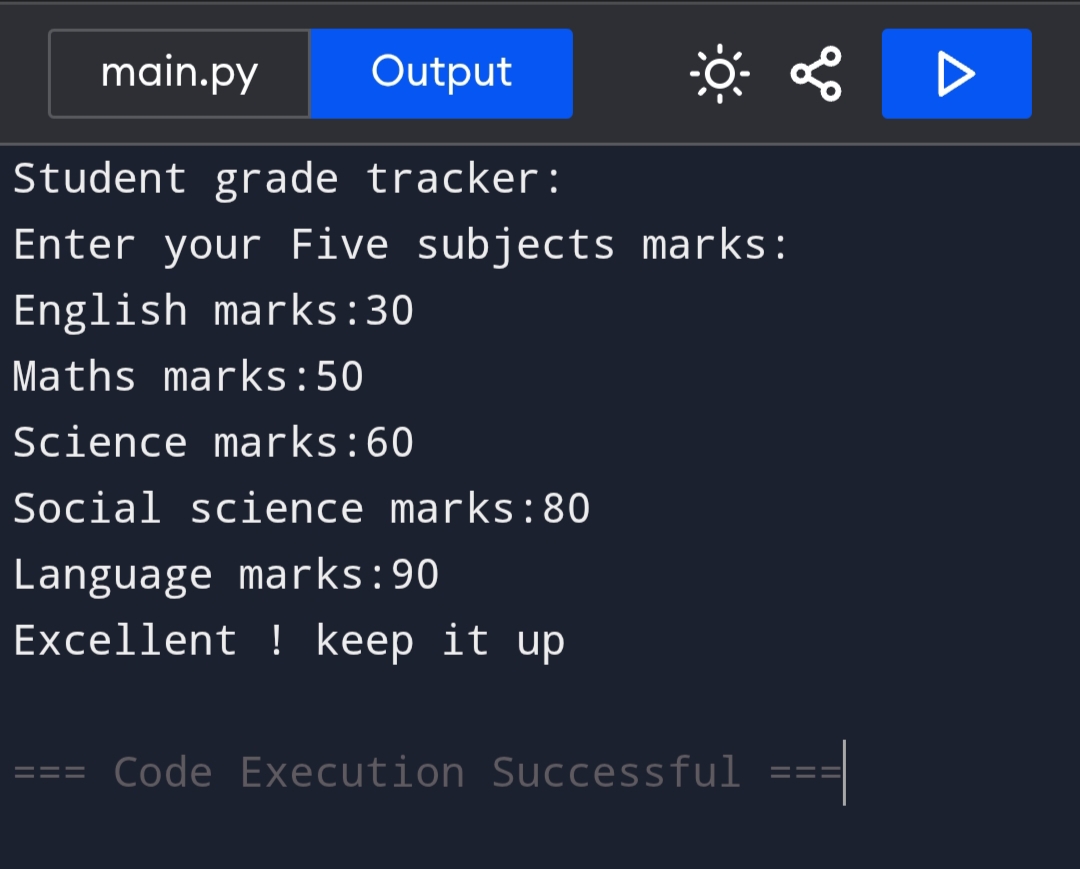 main.py Output
Student grade tracker:
Enter your Five subjects marks:
English marks:30
Maths marks:50
Science marks:60
Social science marks:80
Language marks:90
Excellent ! keep it up
=== Code Execution Successful ===